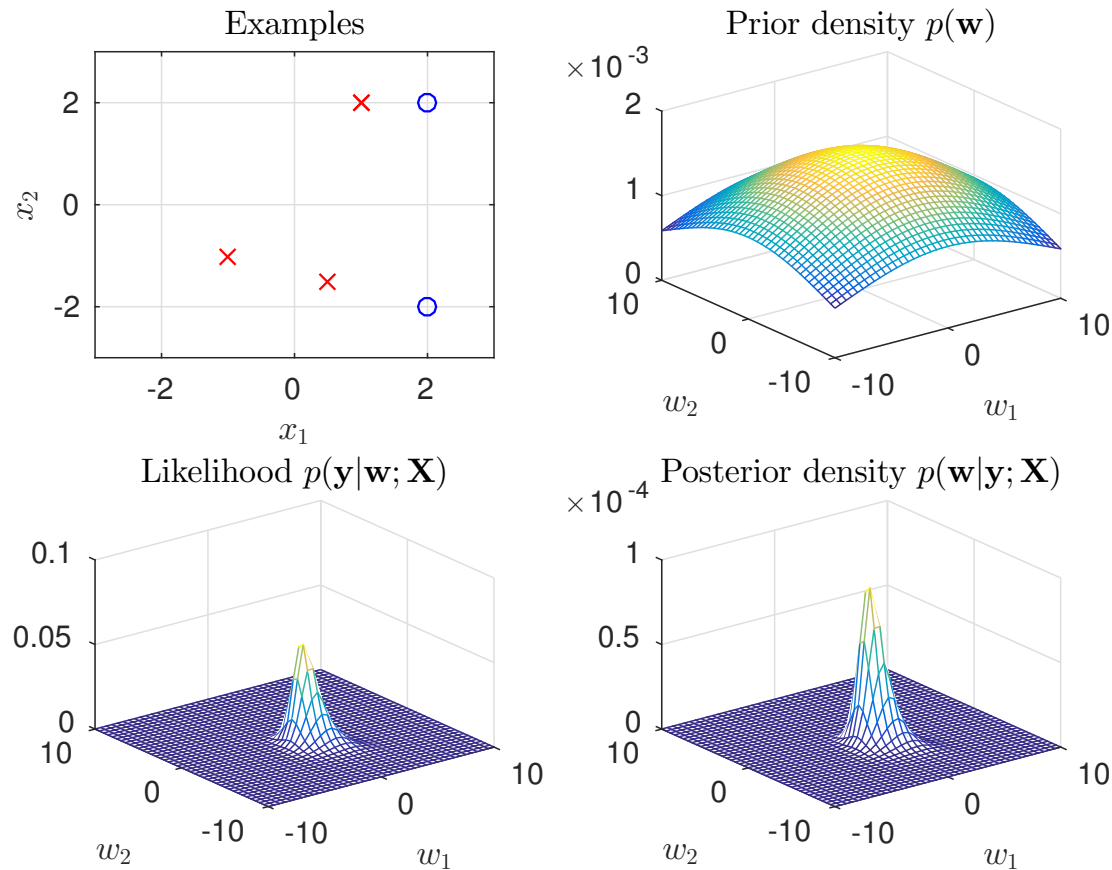 Examples
2
0
-2
x₂
-2
0
2
x₁
Prior density p(w)
×10⁻³
2
1
0
10
0
-10
w₂
-10
0
10
w₁
Likelihood p(y|w; X)
0.1
0.05
0
10
0
-10
w₂
-10
0
10
w₁
Posterior density p(w|y; X)
×10⁻⁴
1
0.5
0
10
0
-10
w₂
-10
0
10
w₁